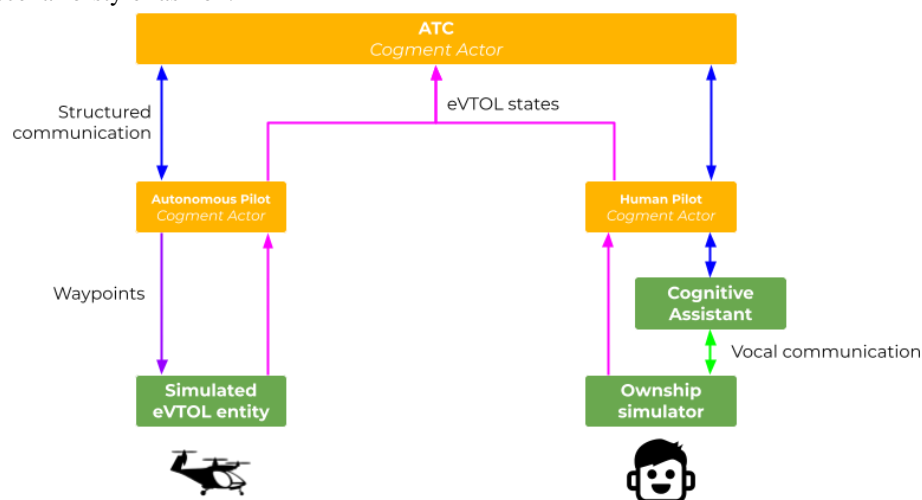 ATC
Cogment Actor
eVTOL states
Structured
communication
Autonomous Pilot
Cogment Actor
Human Pilot
Cogment Actor
Waypoints
Cognitive
Assistant
Vocal communication
Simulated
eVTOL entity
Ownship
simulator